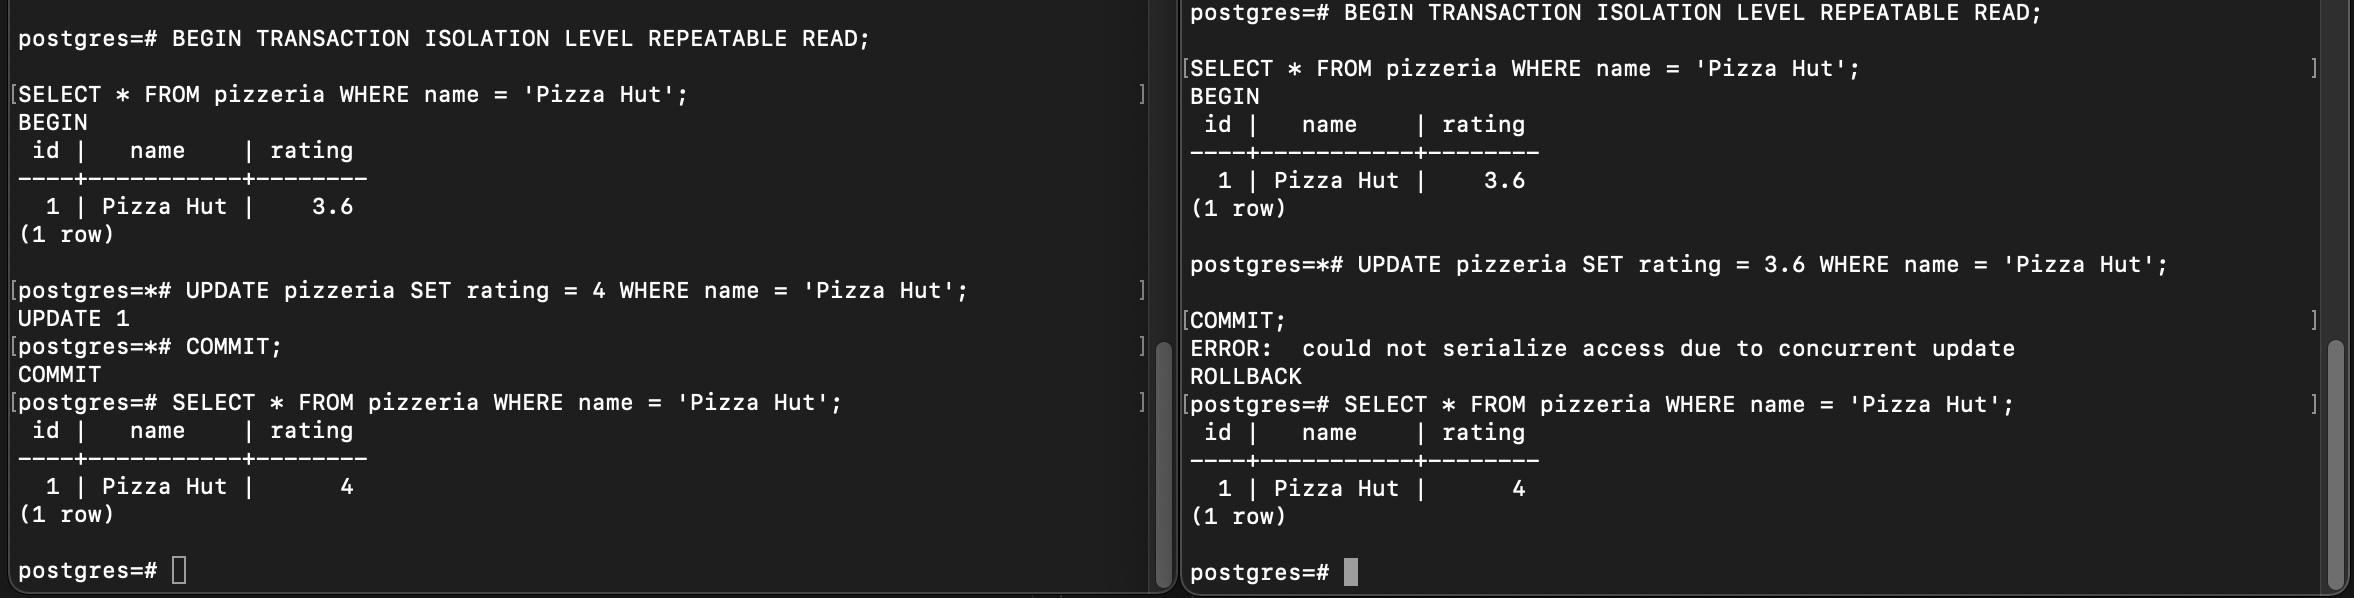 postgres=# BEGIN TRANSACTION ISOLATION LEVEL REPEATABLE READ;
[SELECT * FROM pizzeria WHERE name = 'Pizza Hut'; ]
BEGIN
 id |   name    | rating
----+-----------+--------
  1 | Pizza Hut |    3.6
(1 row)
[postgres=*# UPDATE pizzeria SET rating = 4 WHERE name = 'Pizza Hut'; ]
UPDATE 1
[postgres=*# COMMIT; ]
COMMIT
[postgres=# SELECT * FROM pizzeria WHERE name = 'Pizza Hut'; ]
 id |   name    | rating
----+-----------+--------
  1 | Pizza Hut |      4
(1 row)
postgres=#
postgres=# BEGIN TRANSACTION ISOLATION LEVEL REPEATABLE READ;
[SELECT * FROM pizzeria WHERE name = 'Pizza Hut'; ]
BEGIN
 id |   name    | rating
----+-----------+--------
  1 | Pizza Hut |    3.6
(1 row)
postgres=*# UPDATE pizzeria SET rating = 3.6 WHERE name = 'Pizza Hut';
[COMMIT; ]
ERROR:  could not serialize access due to concurrent update
ROLLBACK
[postgres=# SELECT * FROM pizzeria WHERE name = 'Pizza Hut'; ]
 id |   name    | rating
----+-----------+--------
  1 | Pizza Hut |      4
(1 row)
postgres=#